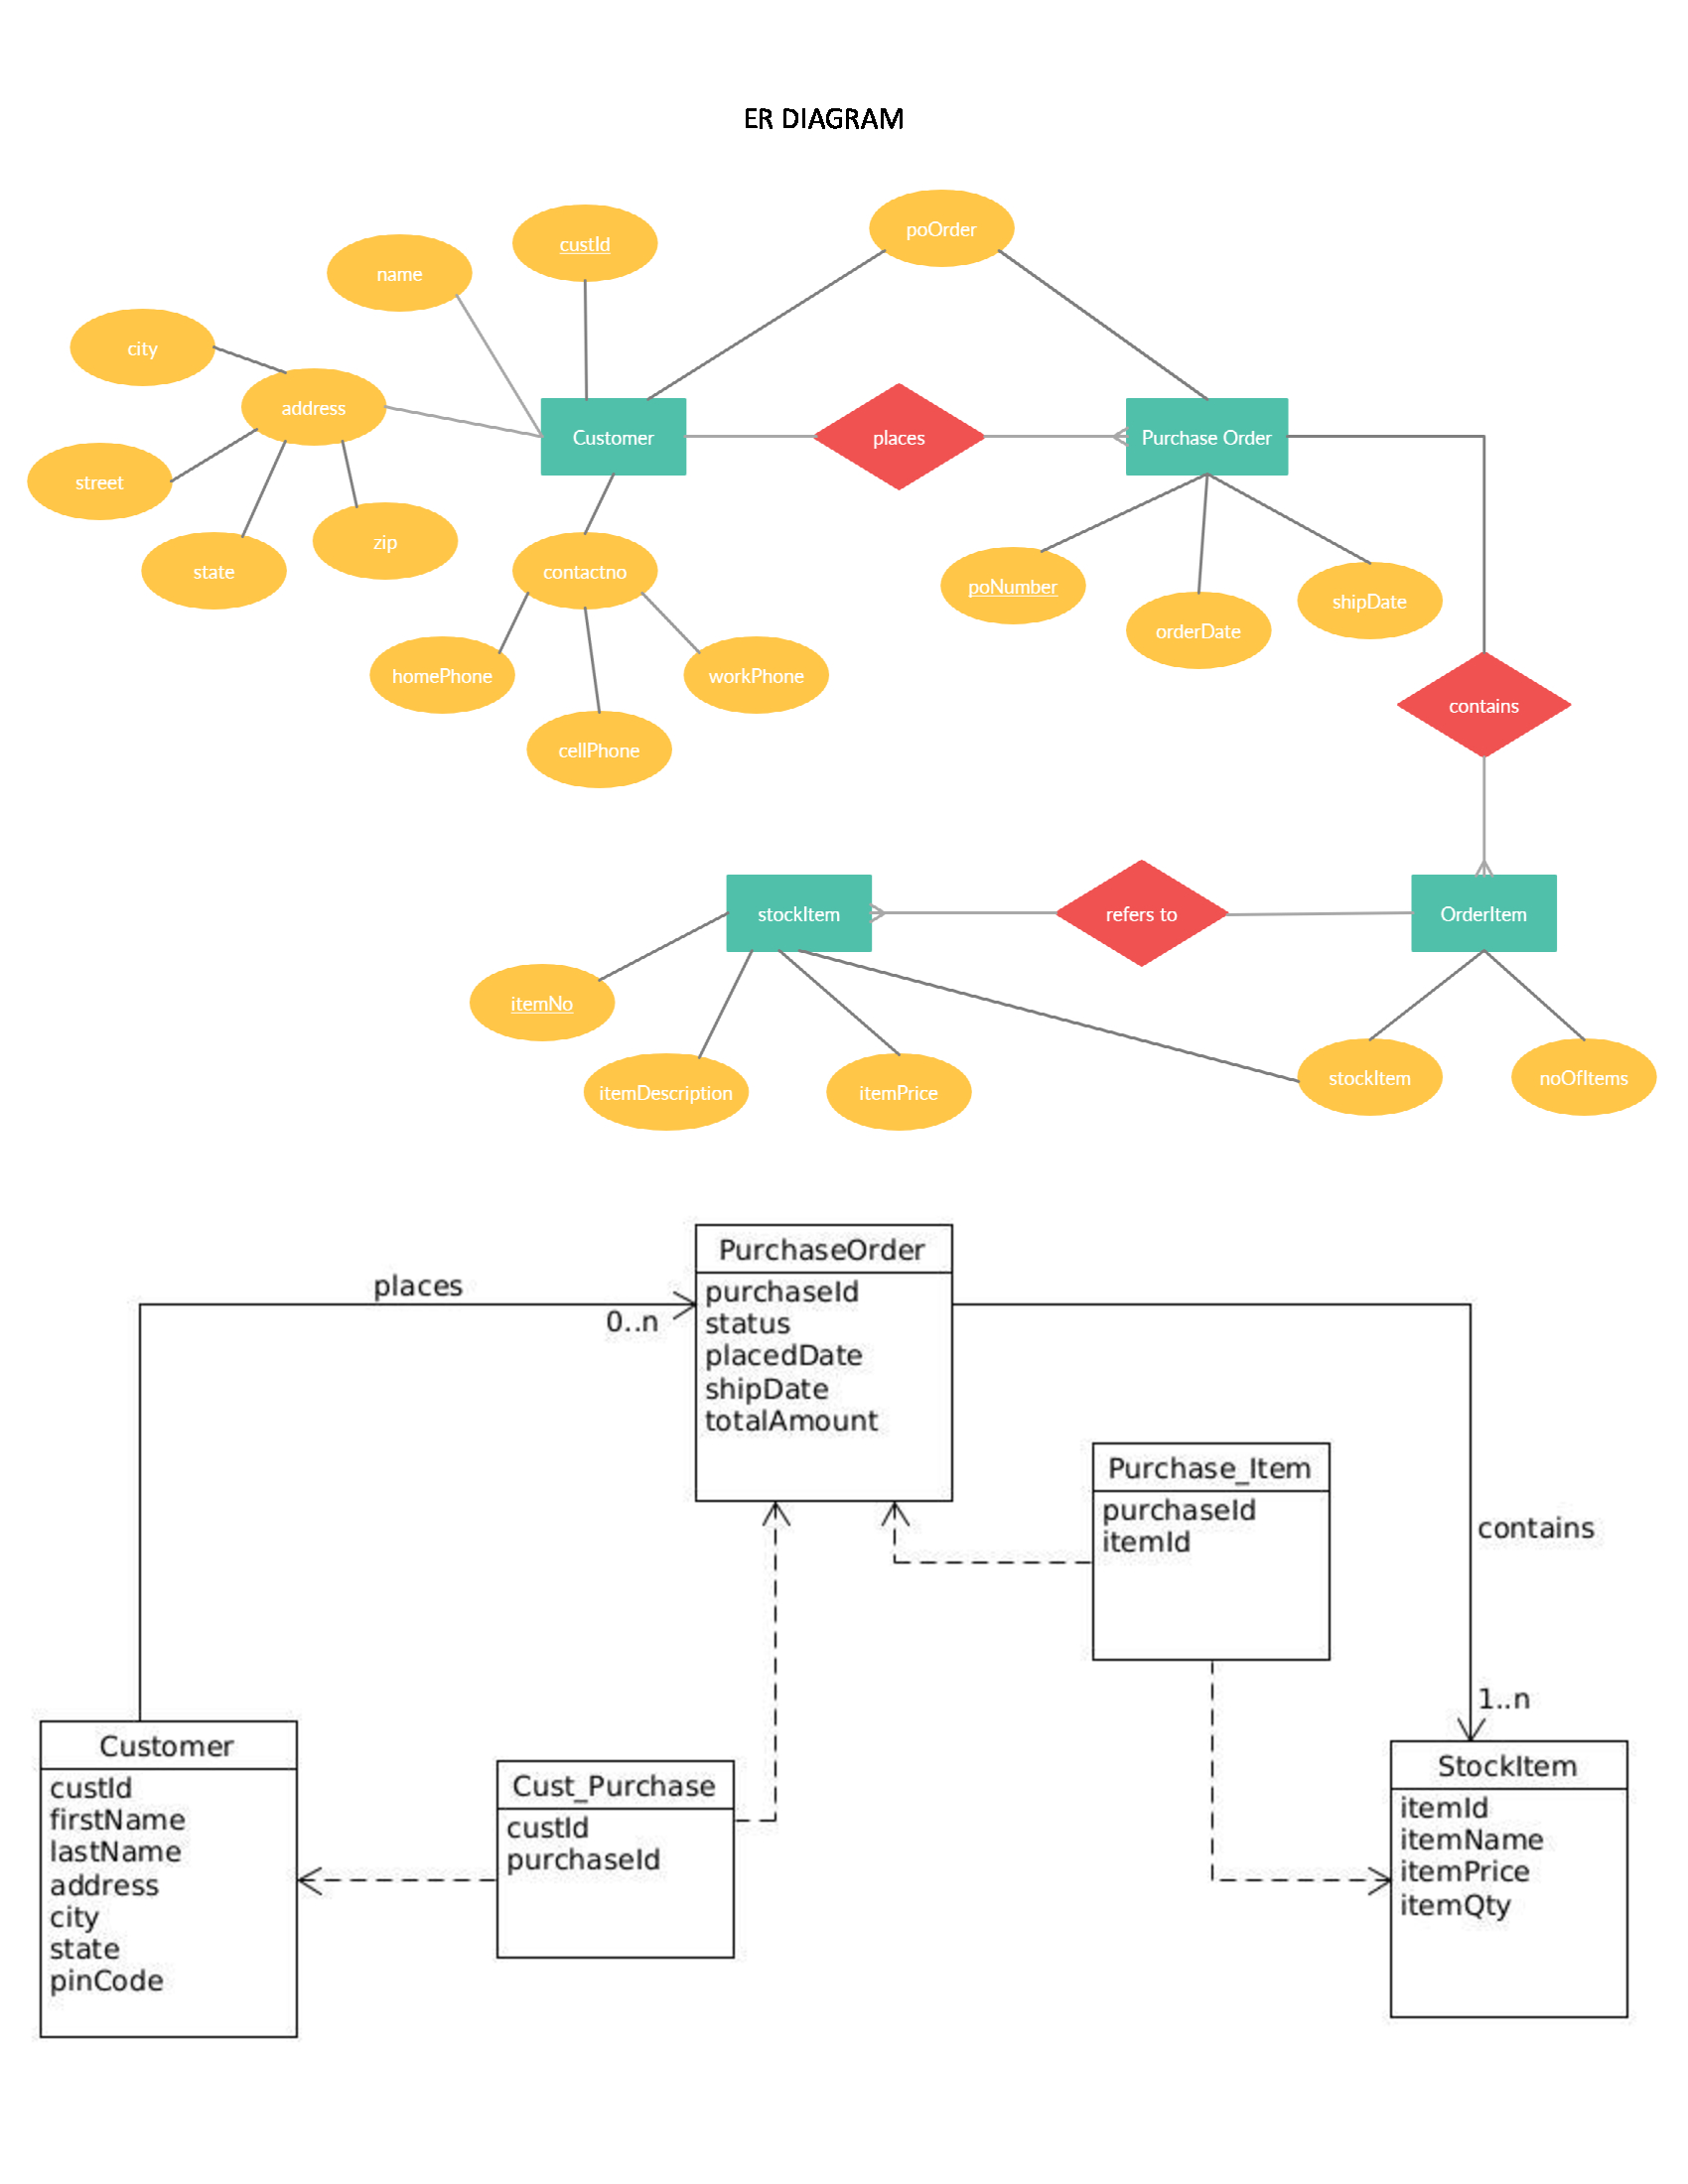 ER DIAGRAM
poOrder
custId
name
city
address
Customer
places
Purchase Order
street
zip
state
contactno
poNumber
shipDate
orderDate
homePhone
workPhone
contains
cellPhone
stockItem
refers to
OrderItem
itemNo
itemDescription
itemPrice
stockItem
noOfItems
PurchaseOrder
purchaseId
status
placedDate
shipDate
totalAmount
places
0..n
Purchase_Item
purchaseId
itemId
contains
1..n
Customer
custId
firstName
lastName
address
city
state
pinCode
Cust_Purchase
custId
purchaseId
StockItem
itemId
itemName
itemPrice
itemQty